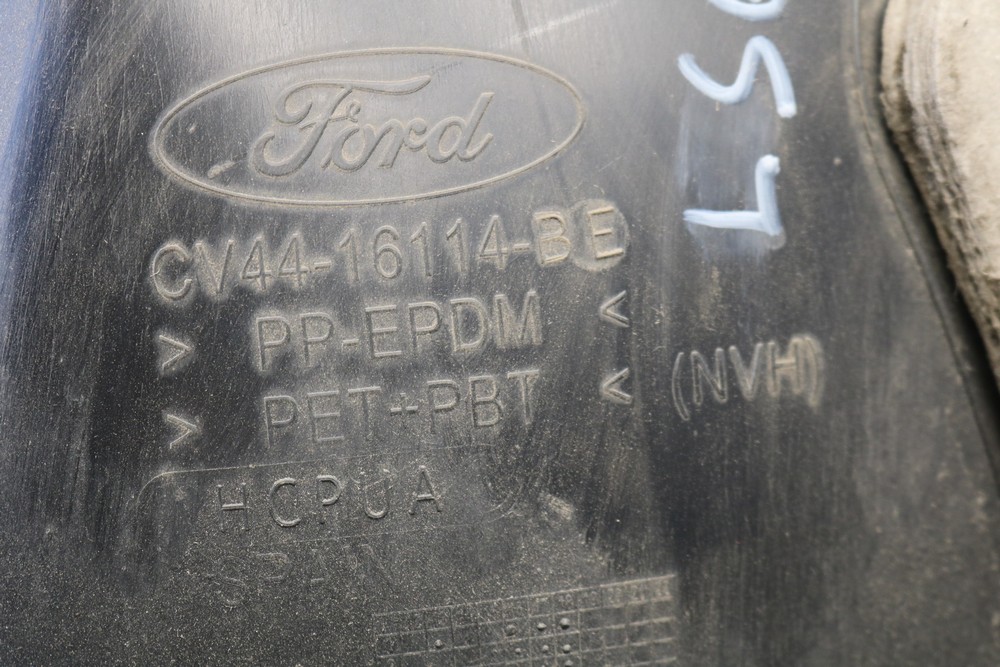 Ford
CV44-16114-BE
> PP-EPDM <
> PET+PBT < (NVH)
HCPUA